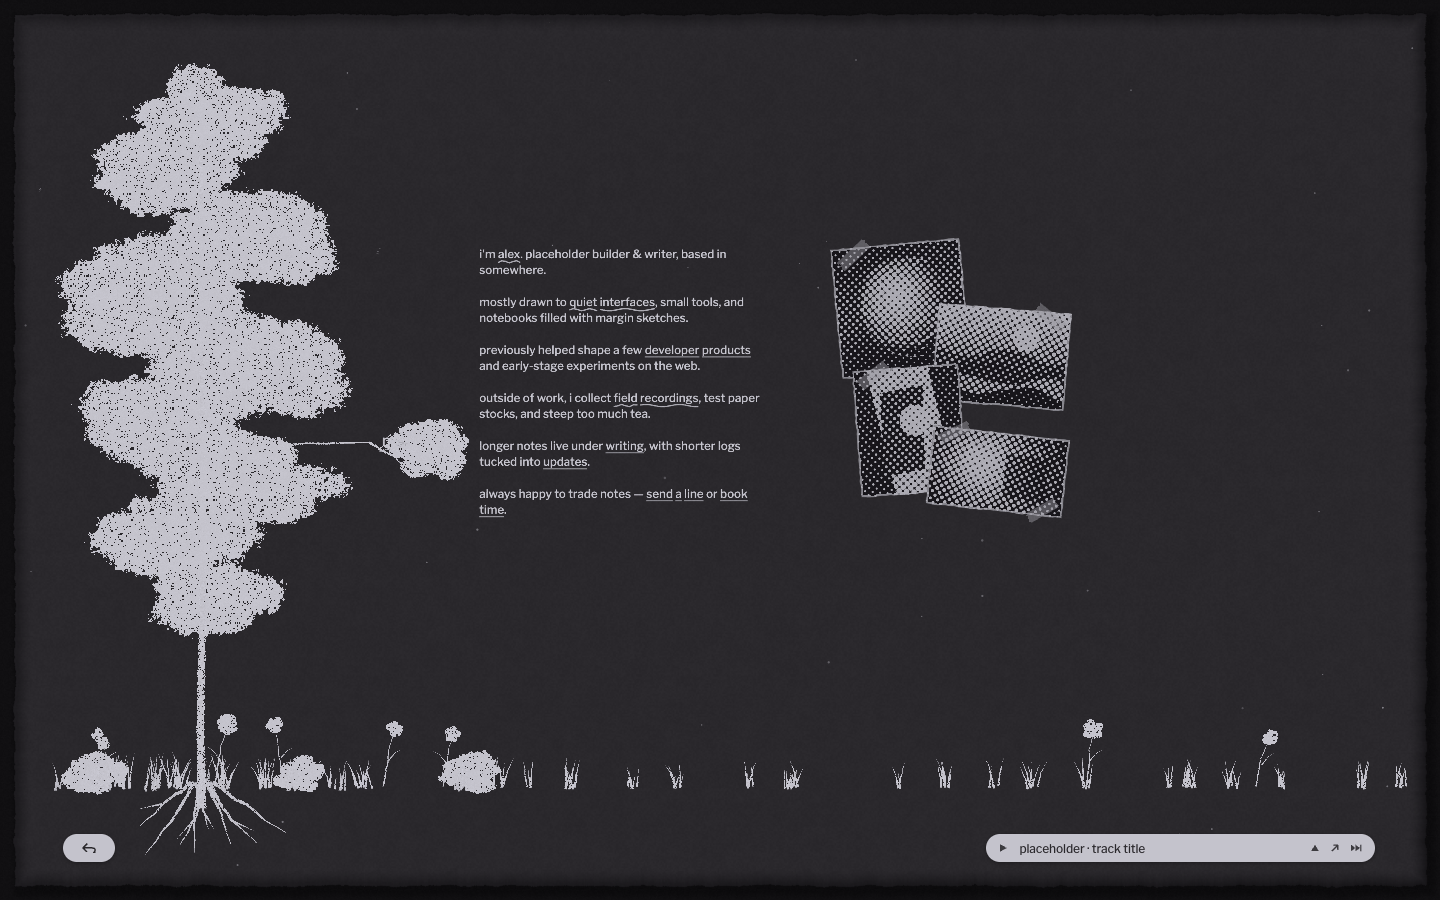 i'm alex. placeholder builder & writer, based in
somewhere.
mostly drawn to quiet interfaces, small tools, and
notebooks filled with margin sketches.
previously helped shape a few developer products
and early-stage experiments on the web.
outside of work, i collect field recordings, test paper
stocks, and steep too much tea.
longer notes live under writing, with shorter logs
tucked into updates.
always happy to trade notes — send a line or book
time.
placeholder · track title